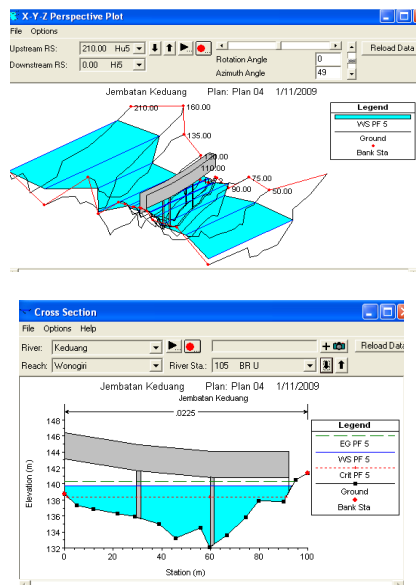 X-Y-Z Perspective Plot
File Options
Upstream RS: 210.00 Hu5
Downstream RS: 0.00 Hi5
Rotation Angle 0
Azimuth Angle 49
Reload Data
Jembatan Keduang Plan: Plan 04 1/11/2009
210.00
160.00
135.00
110.00
75.00
90.00
50.00
Legend
WS PF 5
Ground
Bank Sta
Cross Section
File Options Help
River: Keduang
Reload Data
Reach: Wonogiri River Sta.: 105 BR U
Jembatan Keduang Plan: Plan 04 1/11/2009
Jembatan Keduang
.0225
148
146
144
142
140
138
136
134
132
0 20 40 60 80 100
Elevation (m)
Station (m)
Legend
EG PF 5
WS PF 5
Crit PF 5
Ground
Bank Sta